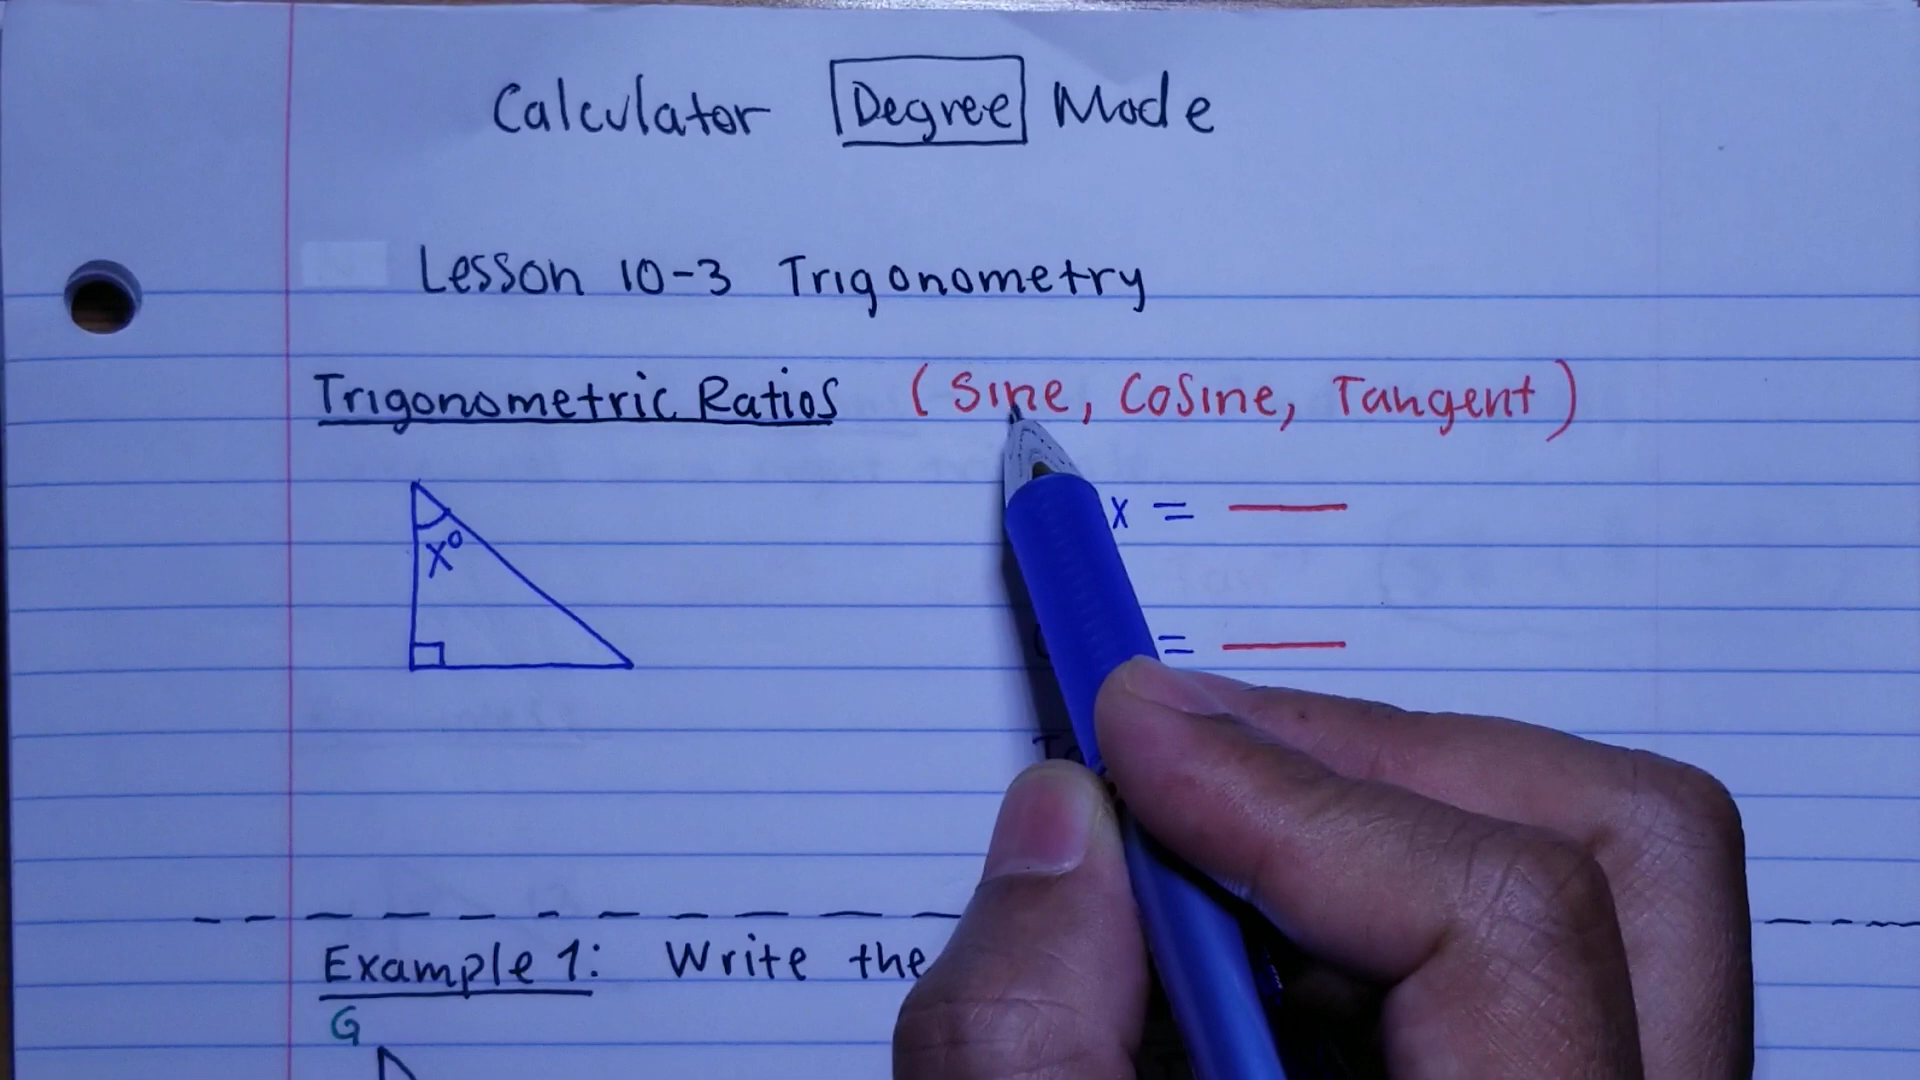 Calculator Degree Mode
Lesson 10-3 Trigonometry
Trigonometric Ratios (Sine, Cosine, Tangent)
x =
x°
=
Example 1: Write the
G